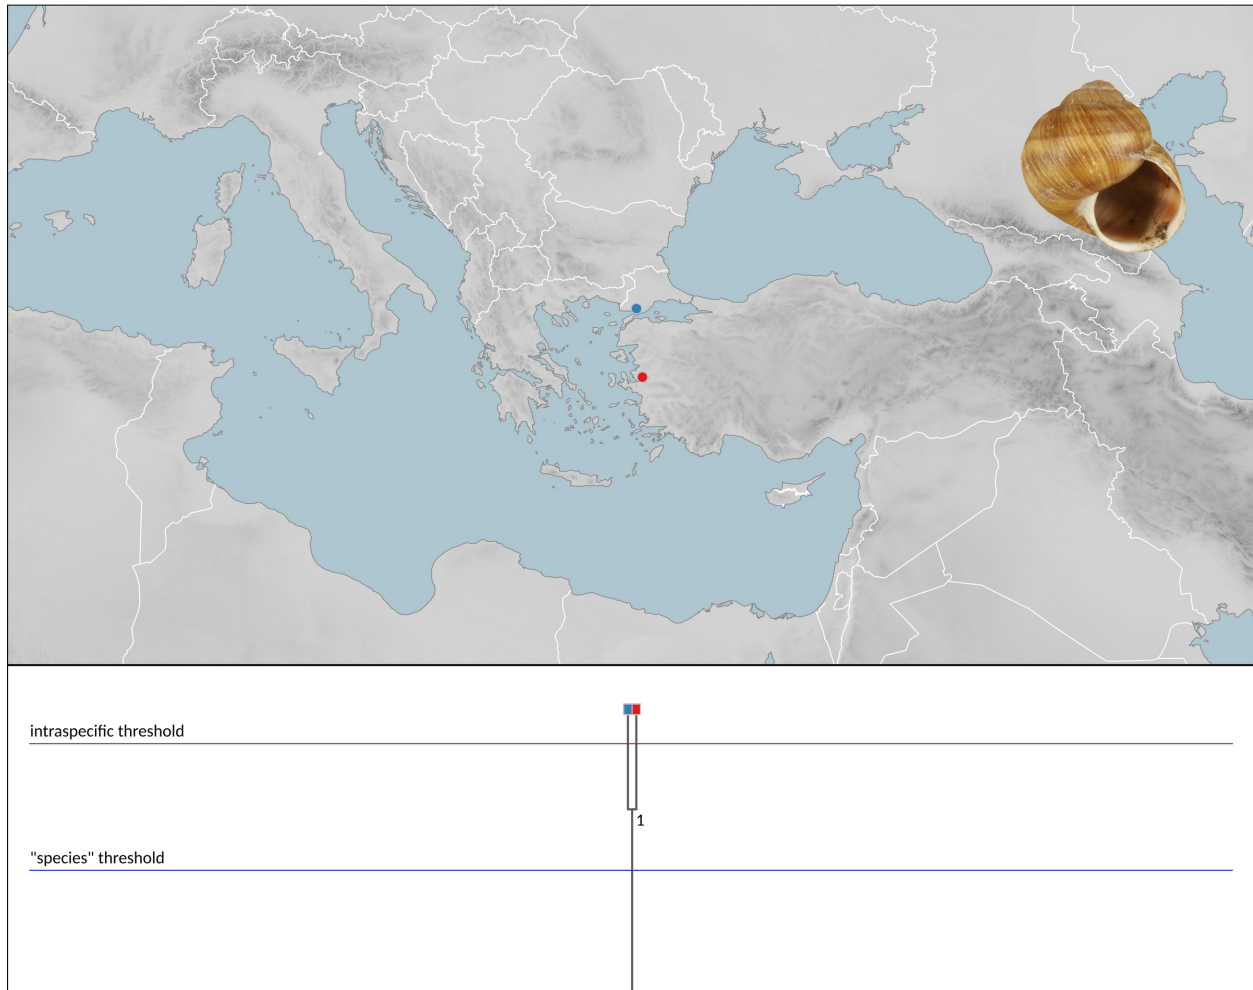 intraspecific threshold
1
"species" threshold